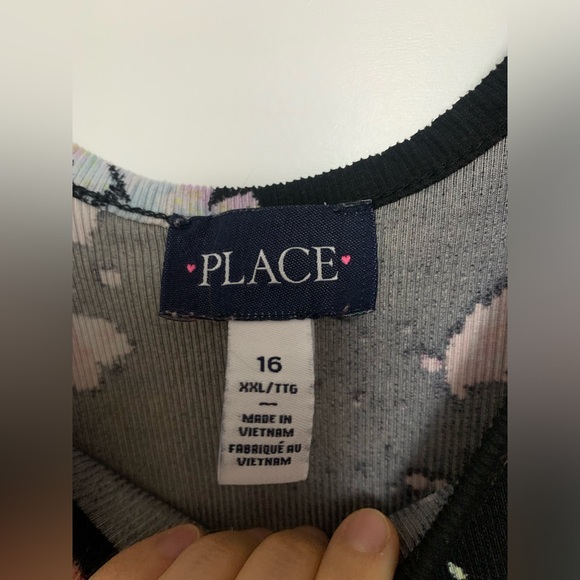 PLACE
16
XXL/TTG
MADE IN
VIETNAM
FABRIQUÉ AU
VIETNAM